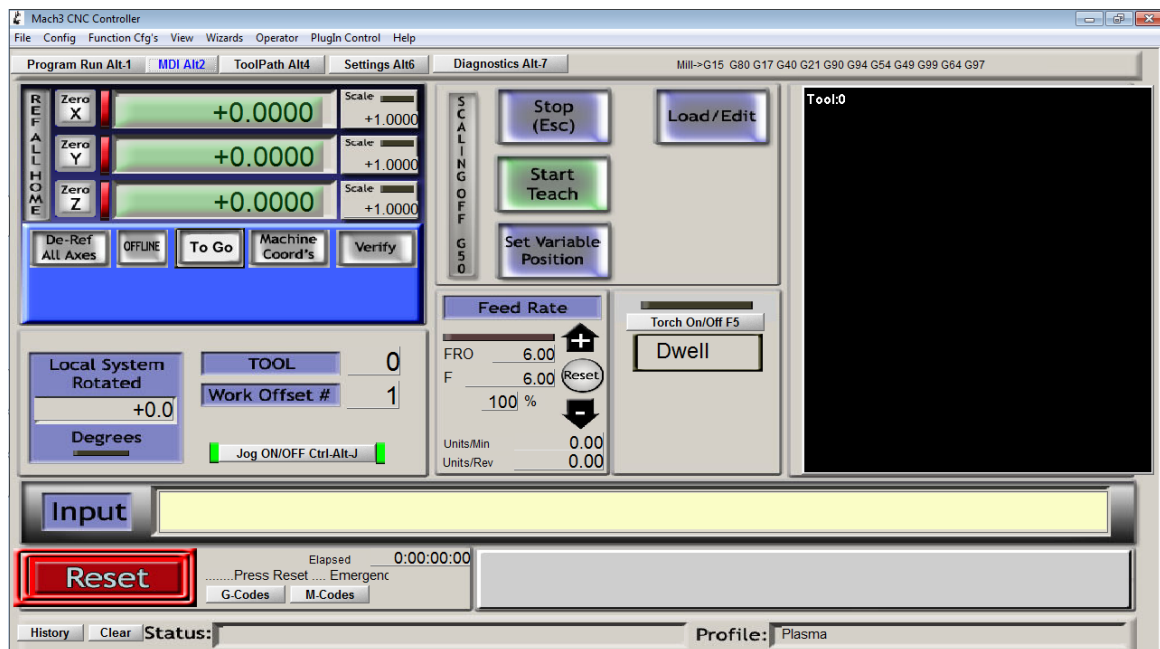 Mach3 CNC Controller
File Config Function Cfg's View Wizards Operator PlugIn Control Help
Program Run Alt-1 MDI Alt2 ToolPath Alt4 Settings Alt6 Diagnostics Alt-7 Mill->G15 G80 G17 G40 G21 G90 G94 G54 G49 G99 G64 G97
REF ALL HOME
Zero X +0.0000 Scale +1.0000
Zero Y +0.0000 Scale +1.0000
Zero Z +0.0000 Scale +1.0000
De-Ref All Axes
OFFLINE
To Go
Machine Coord's
Verify
SCALING OFF G50
Stop (Esc)
Load/Edit
Start Teach
Set Variable Position
Tool:0
Local System Rotated
+0.0
Degrees
TOOL 0
Work Offset # 1
Jog ON/OFF Ctrl-Alt-J
Feed Rate
FRO 6.00
F 6.00
100 %
+
Reset
-
Units/Min 0.00
Units/Rev 0.00
Torch On/Off F5
Dwell
Input
Reset
Elapsed 0:00:00:00
........Press Reset .... Emergenc
G-Codes M-Codes
History Clear Status: Profile: Plasma